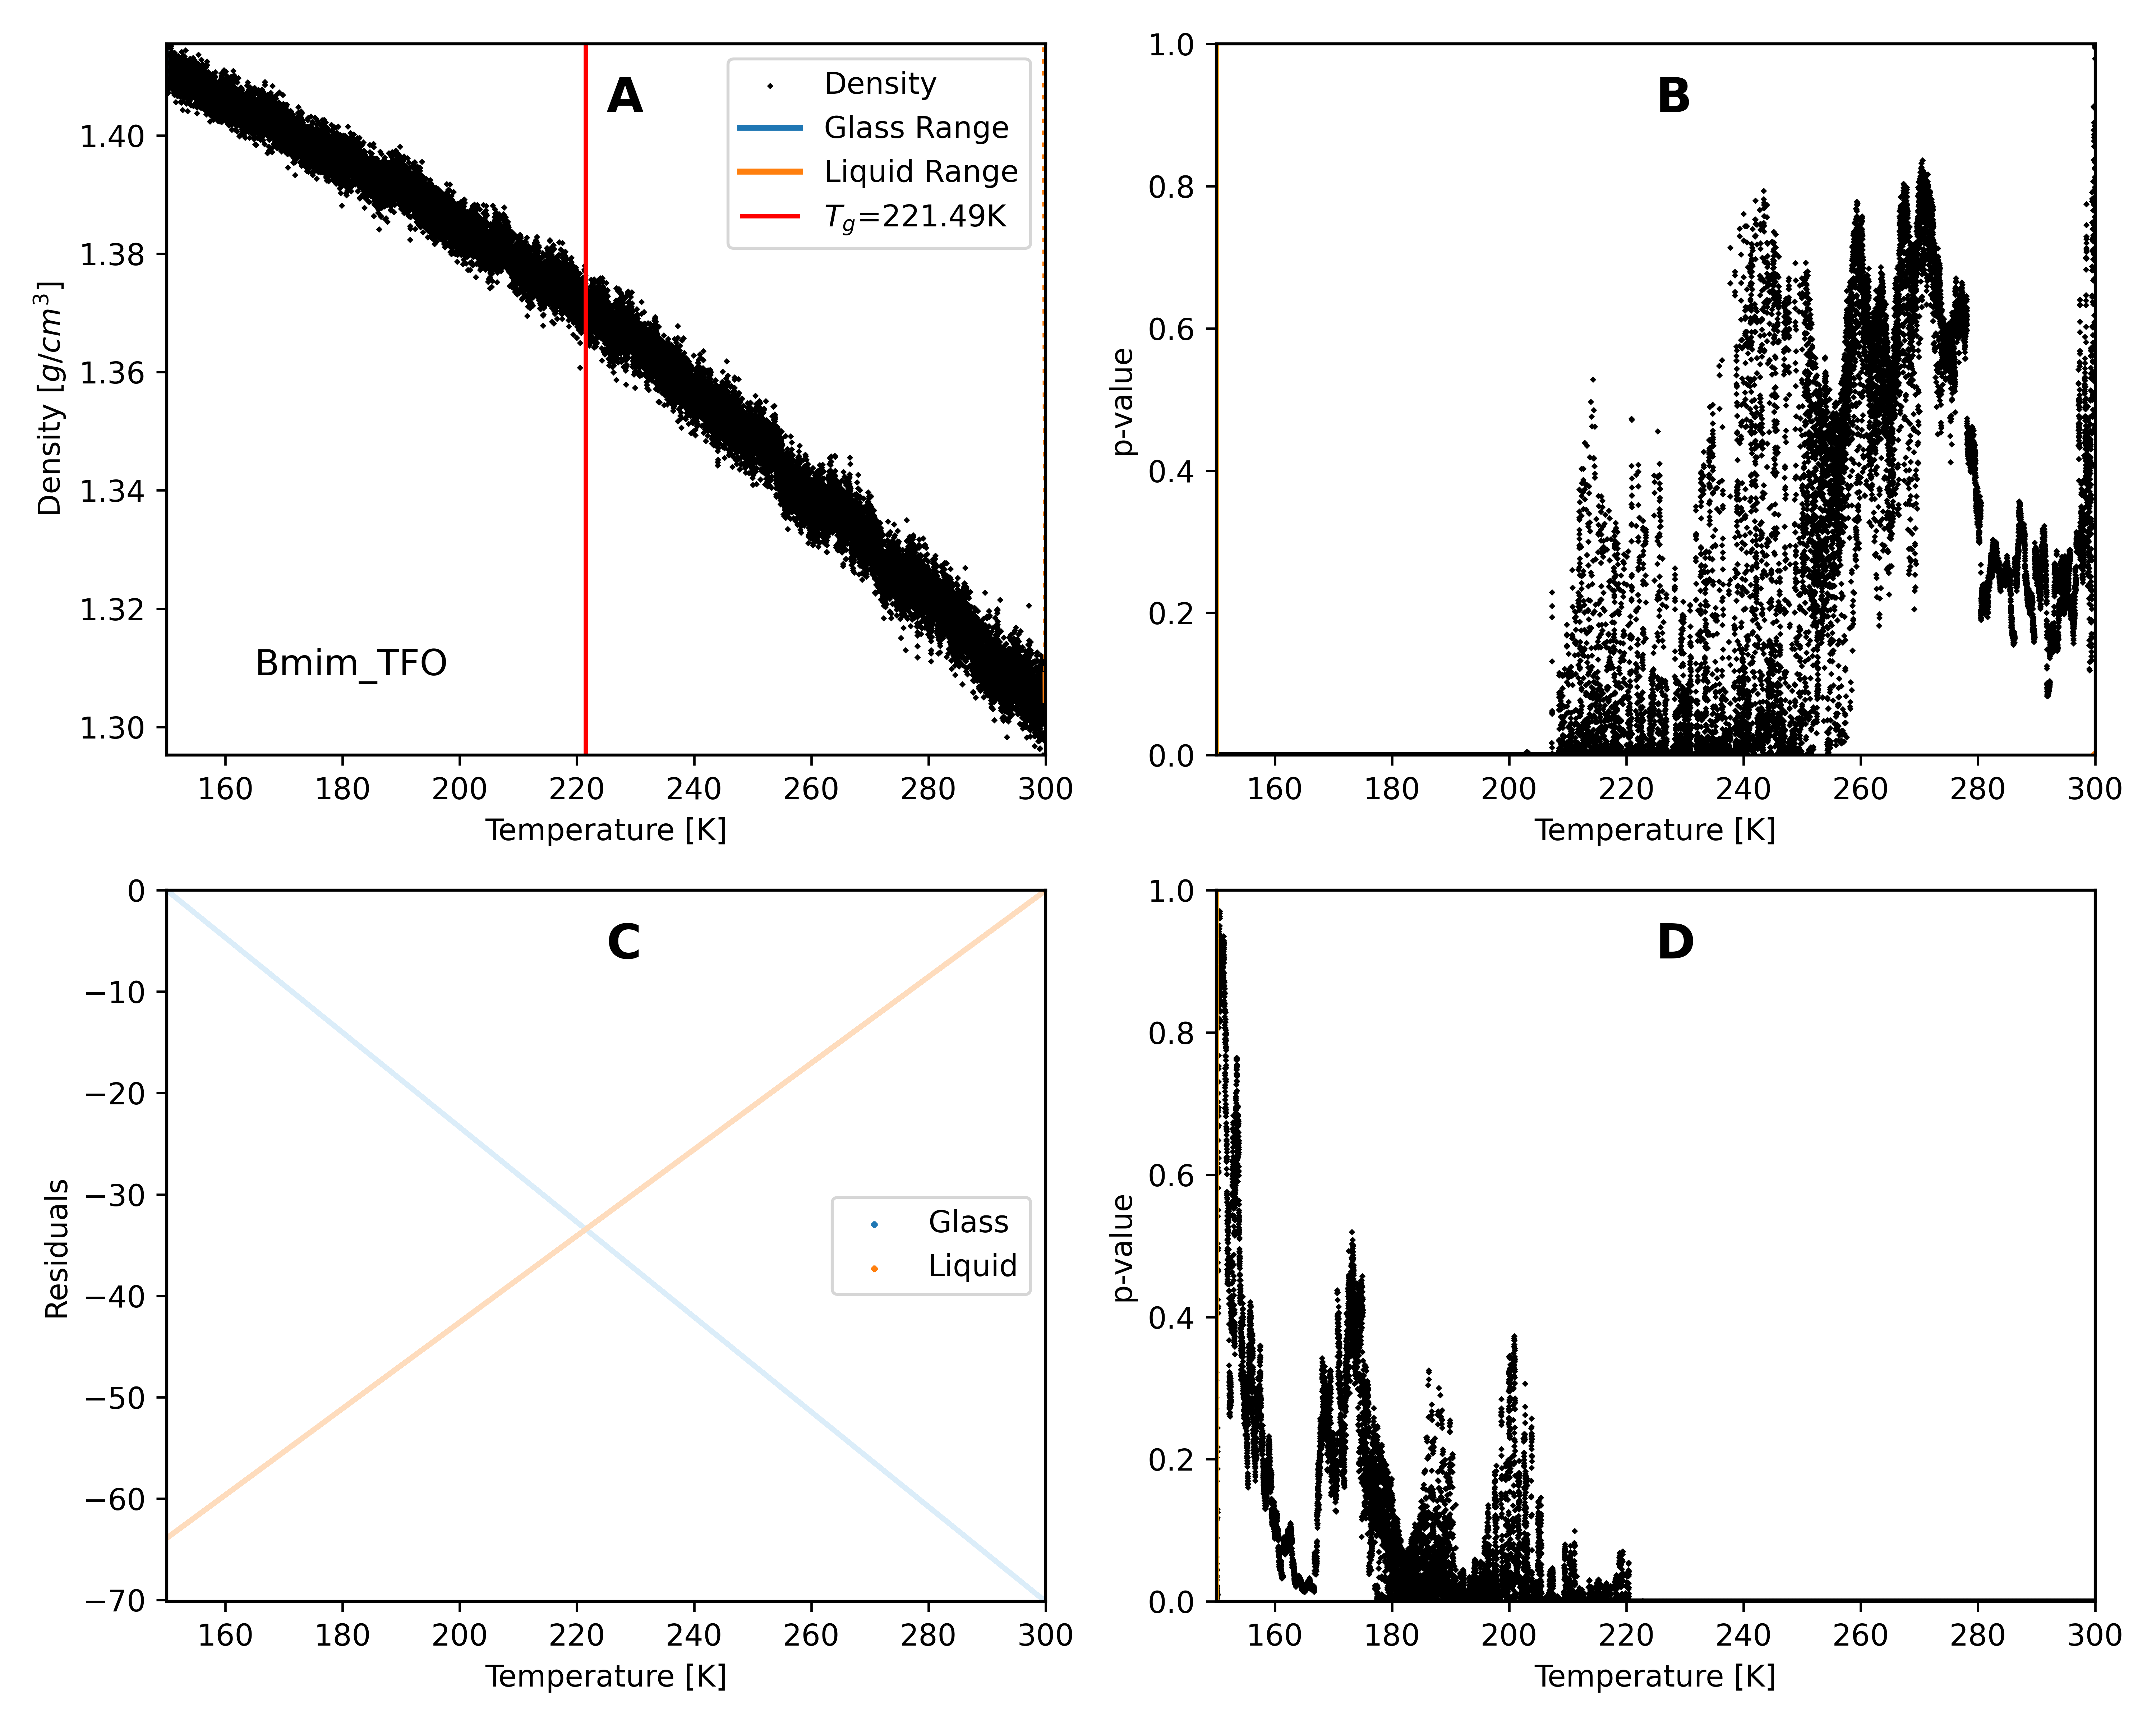 A
Density
Glass Range
Liquid Range
T_g=221.49K
Bmim_TFO
1.40
1.38
1.36
1.34
1.32
1.30
Density [g/cm^3]
160 180 200 220 240 260 280 300
Temperature [K]
B
1.0
0.8
0.6
0.4
0.2
0.0
p-value
160 180 200 220 240 260 280 300
Temperature [K]
C
0
−10
−20
−30
−40
−50
−60
−70
Residuals
Glass
Liquid
160 180 200 220 240 260 280 300
Temperature [K]
D
1.0
0.8
0.6
0.4
0.2
0.0
p-value
160 180 200 220 240 260 280 300
Temperature [K]